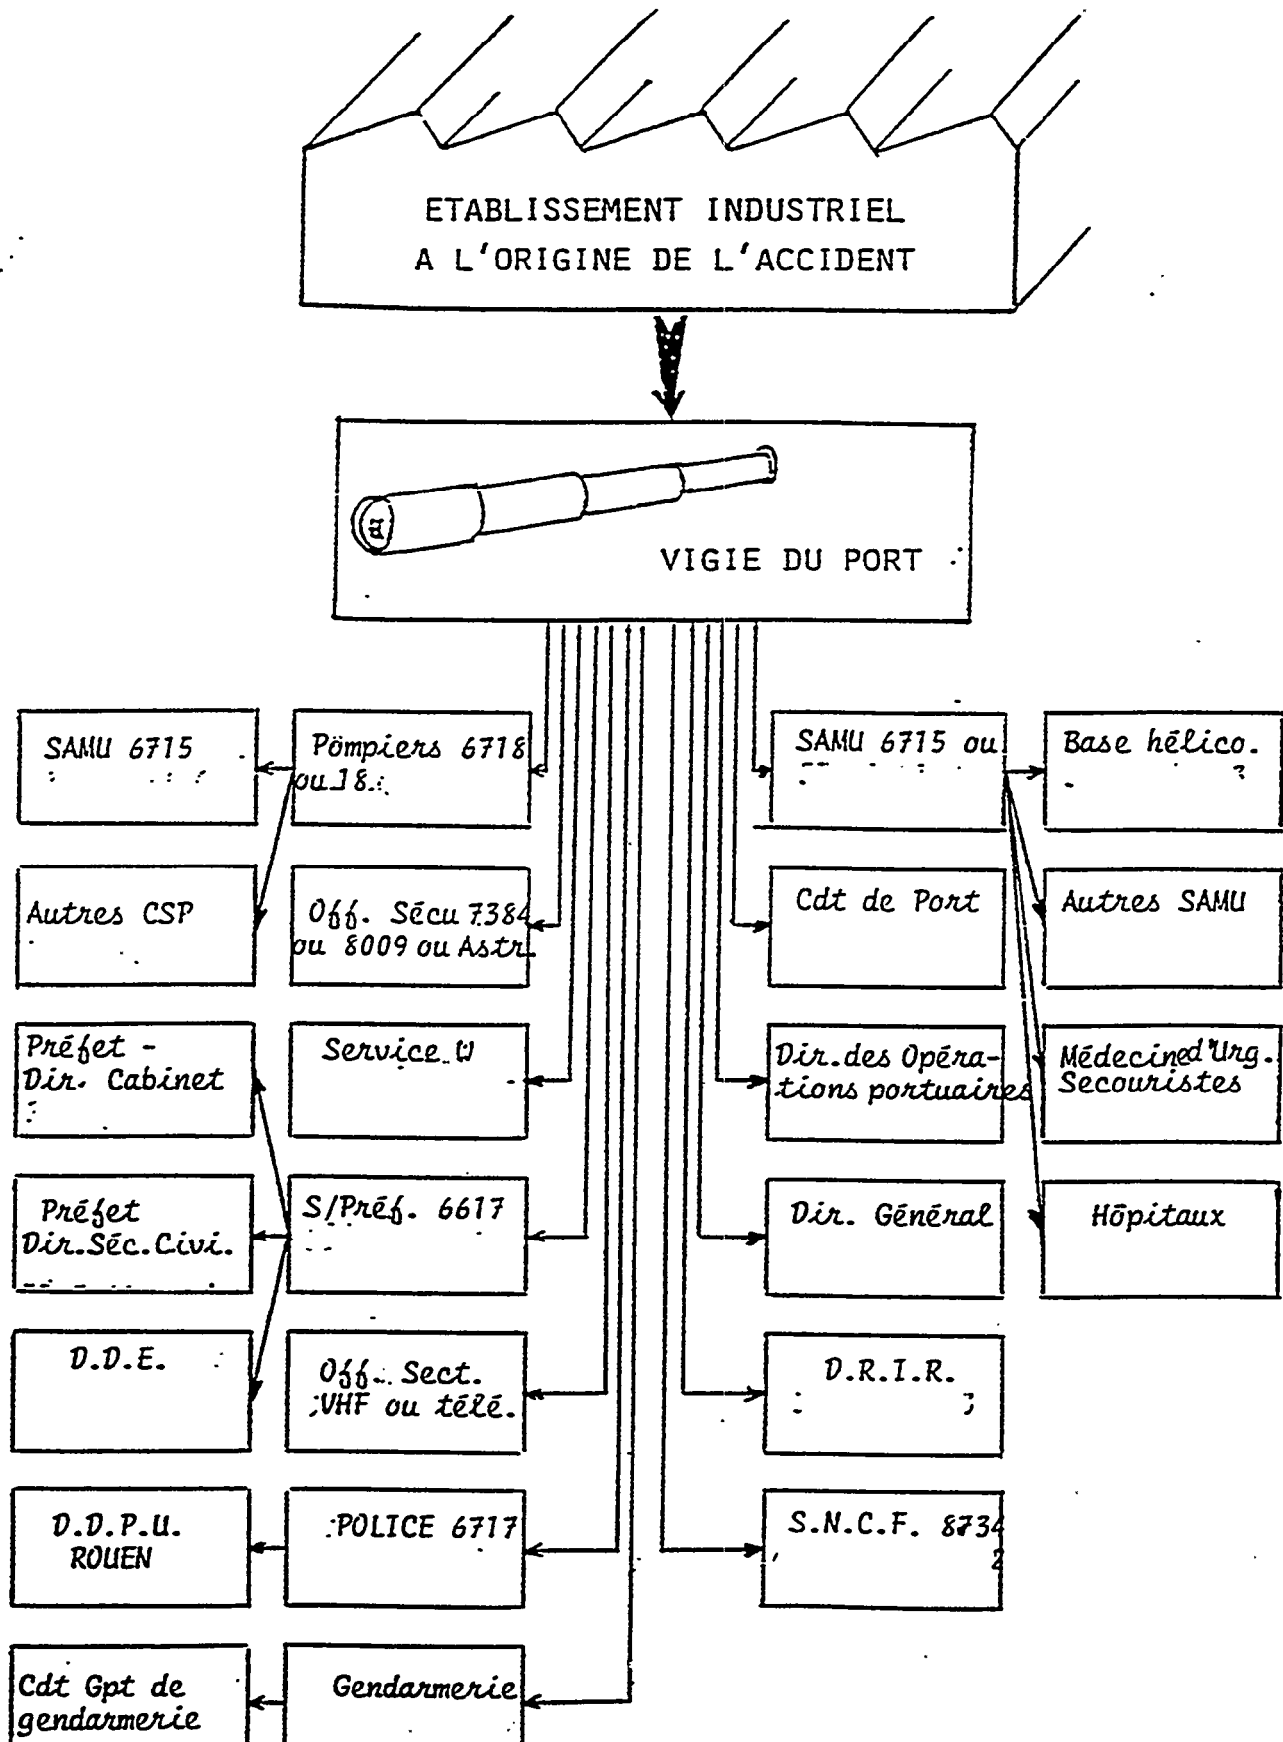 ETABLISSEMENT INDUSTRIEL
A L'ORIGINE DE L'ACCIDENT
VIGIE DU PORT
SAMU 6715
Pompiers 6718
ou 18
SAMU 6715 ou
Base hélico.
Autres CSP
Off. Sécu 7384
ou 8009 ou Astr.
Cdt de Port
Autres SAMU
Préfet -
Dir. Cabinet
Service
Dir. des Opéra-
tions portuaires
Médecine d'Urg.
Secouristes
Préfet
Dir. Séc. Civi.
S/Préf. 6617
Dir. Général
Hôpitaux
D.D.E.
Off. Sect.
VHF ou télé.
D.R.I.R.
D.D.P.U.
ROUEN
POLICE 6717
S.N.C.F. 8734
2
Cdt Gpt de
gendarmerie
Gendarmerie